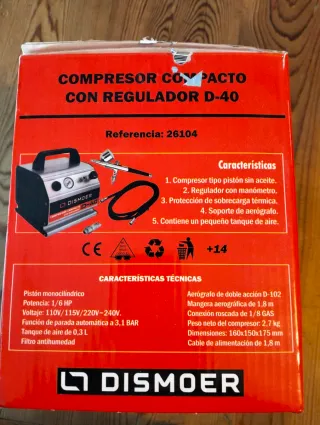 COMPRESOR COMPACTO
CON REGULADOR D-40
Referencia: 26104
Características
1. Compresor tipo pistón sin aceite.
2. Regulador con manómetro.
3. Protección de sobrecarga térmica.
4. Soporte de aerógrafo.
5. Contiene un pequeño tanque de aire.
CE
+14
CARACTERÍSTICAS TÉCNICAS
Pistón monocilíndrico
Potencia: 1/6 HP
Voltaje: 110V/115V/220V~240V.
Función de parada automática a 3,1 BAR
Tanque de aire de 0,3 L
Filtro antihumedad
Aerógrafo de doble acción D-102
Mangora aerográfica de 1,8 m
Conexión roscada de 1/8 GAS
Peso neto del compresor: 2,7 kg
Dimensiones: 160x150x175 mm
Cable de alimentación de 1,8 m
DISMOER